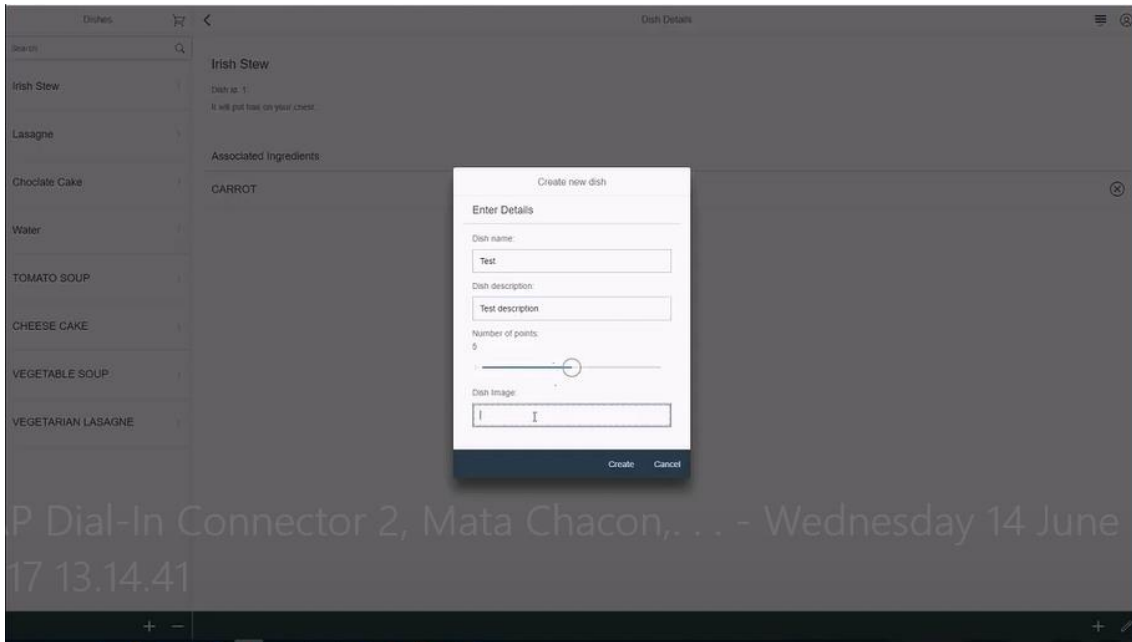 Dishes
Dish Details
Search
Irish Stew
Lasagne
Choclate Cake
Water
TOMATO SOUP
CHEESE CAKE
VEGETABLE SOUP
VEGETARIAN LASAGNE
Irish Stew
Dish id: 1
It will put hair on your chest
Associated Ingredients
CARROT
Create new dish
Enter Details
Dish name:
Test
Dish description:
Test description
Number of points:
5
Dish Image:
Create Cancel
P Dial-In Connector 2, Mata Chacon,. . . - Wednesday 14 June
17 13.14.41